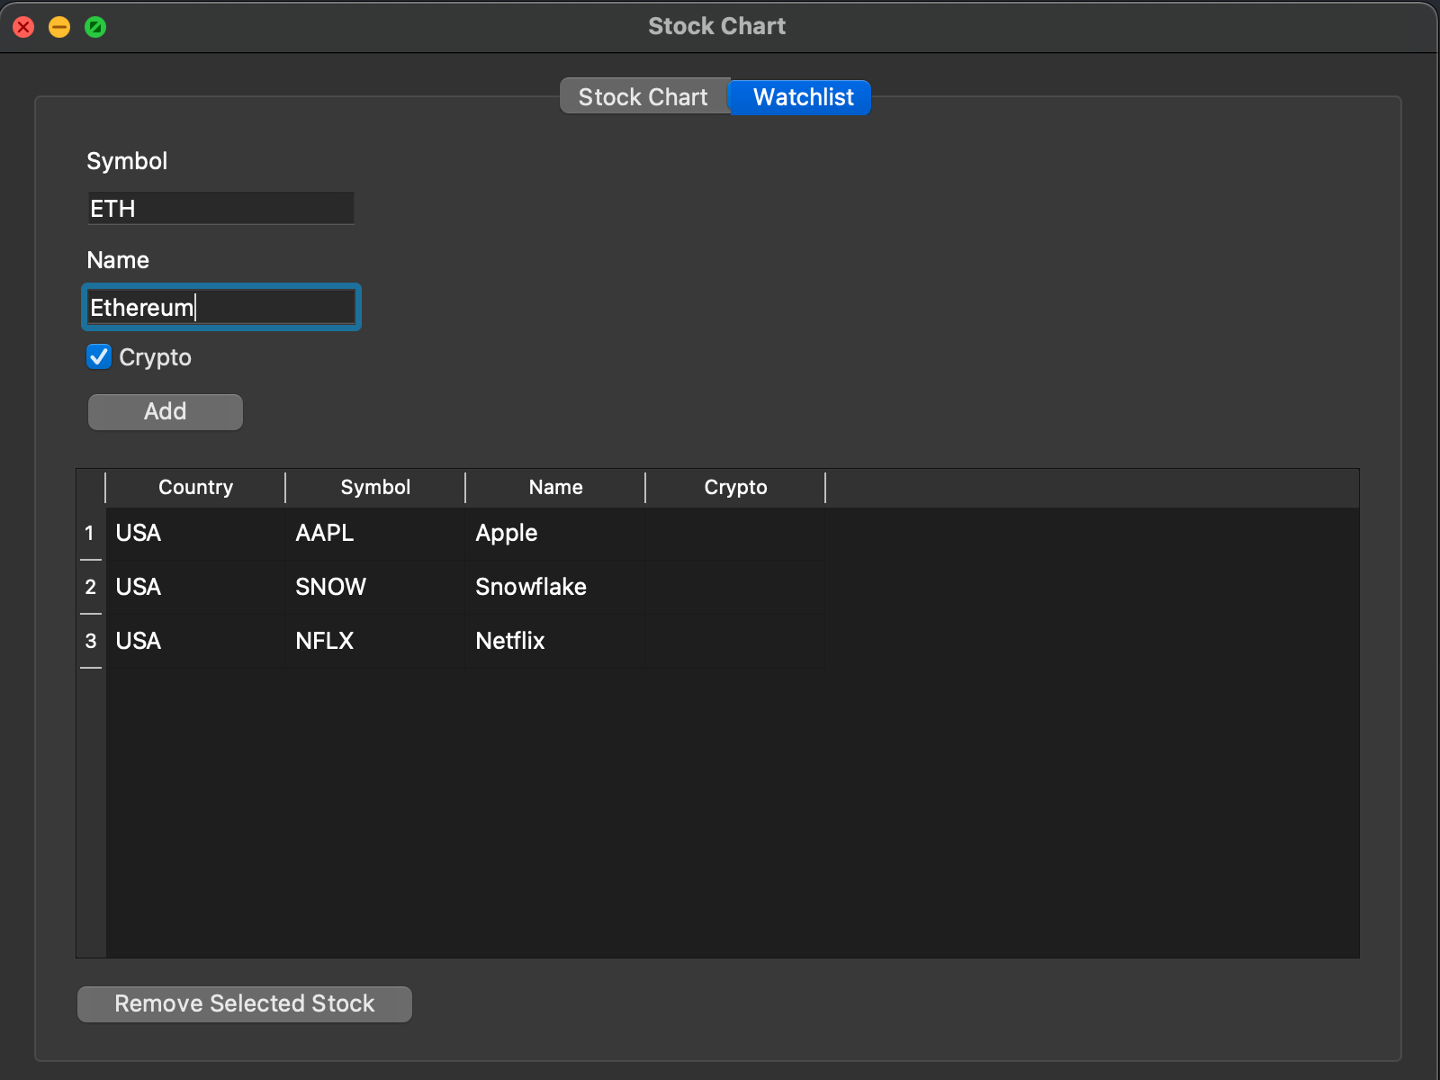 Stock Chart
Stock Chart Watchlist
Symbol
ETH
Name
Ethereum
Crypto
Add
Country Symbol Name Crypto
1 USA AAPL Apple
2 USA SNOW Snowflake
3 USA NFLX Netflix
Remove Selected Stock